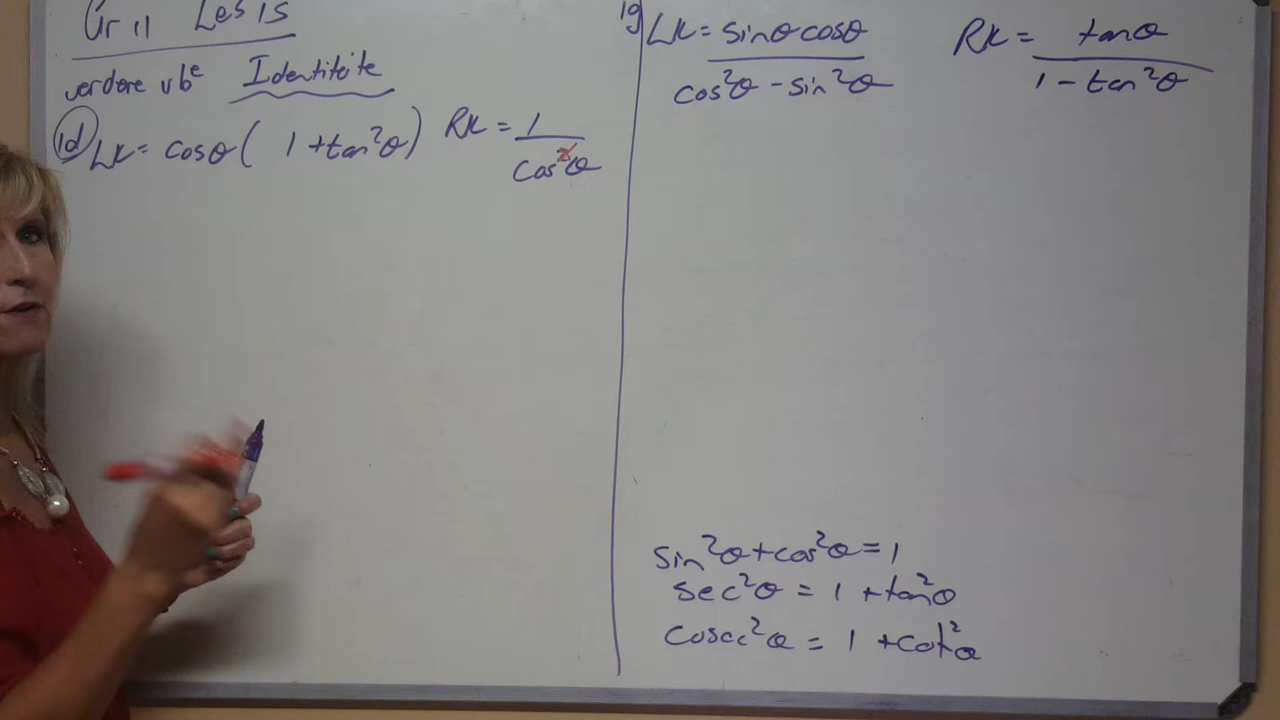 Gr 11 Les 15
verdere vbe Identiteite
1d) LK = cosθ( 1 + tan²θ) RK = 1 / cos²θ
1g LK = sinθ cosθ / cos²θ - sin²θ RK = tanθ / 1 - tan²θ
sin²θ + cos²θ = 1
sec²θ = 1 + tan²θ
cosec²θ = 1 + cot²θ